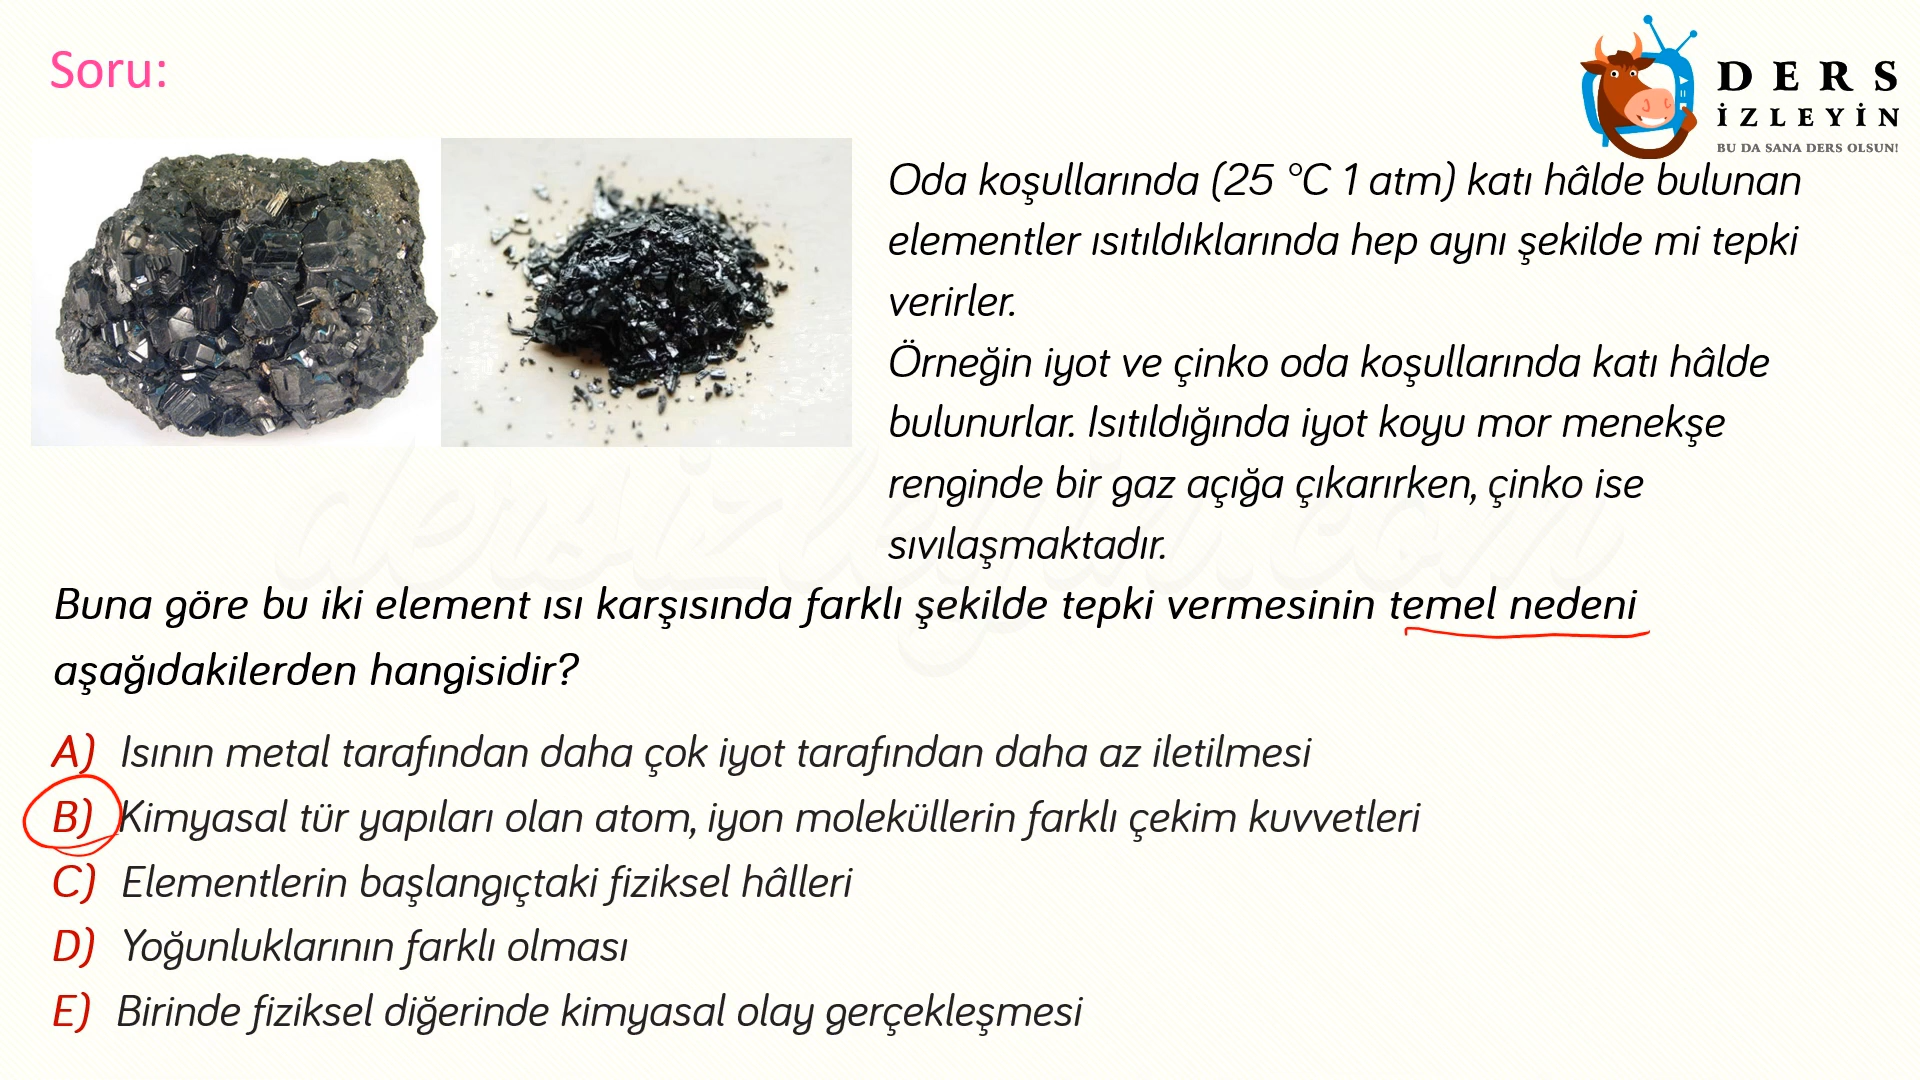 Soru:
DERS
İZLEYİN
BU DA SANA DERS OLSUN!
Oda koşullarında (25 °C 1 atm) katı hâlde bulunan
elementler ısıtıldıklarında hep aynı şekilde mi tepki
verirler.
Örneğin iyot ve çinko oda koşullarında katı hâlde
bulunurlar. Isıtıldığında iyot koyu mor menekşe
renginde bir gaz açığa çıkarırken, çinko ise
sıvılaşmaktadır.
dersizleyin.com
Buna göre bu iki element ısı karşısında farklı şekilde tepki vermesinin temel nedeni
aşağıdakilerden hangisidir?
A) Isının metal tarafından daha çok iyot tarafından daha az iletilmesi
B) Kimyasal tür yapıları olan atom, iyon moleküllerin farklı çekim kuvvetleri
C) Elementlerin başlangıçtaki fiziksel hâlleri
D) Yoğunluklarının farklı olması
E) Birinde fiziksel diğerinde kimyasal olay gerçekleşmesi